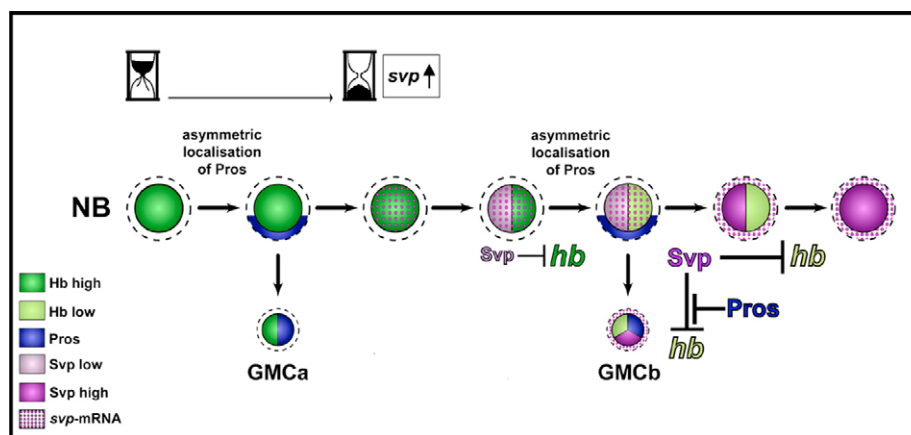 svp
asymmetric
localisation
of Pros
asymmetric
localisation
of Pros
NB
Svp
hb
Svp
hb
Pros
hb
GMCa
GMCb
Hb high
Hb low
Pros
Svp low
Svp high
svp-mRNA